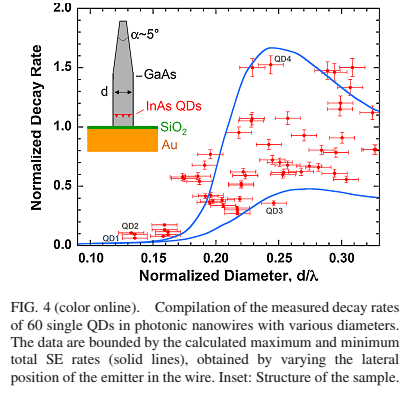 2.0
1.5
1.0
0.5
0.0
Normalized Decay Rate
α~5°
GaAs
d
InAs QDs
SiO2
Au
QD4
QD3
QD2
QD1
0.10 0.15 0.20 0.25 0.30
Normalized Diameter, d/λ
FIG. 4 (color online). Compilation of the measured decay rates
of 60 single QDs in photonic nanowires with various diameters.
The data are bounded by the calculated maximum and minimum
total SE rates (solid lines), obtained by varying the lateral
position of the emitter in the wire. Inset: Structure of the sample.